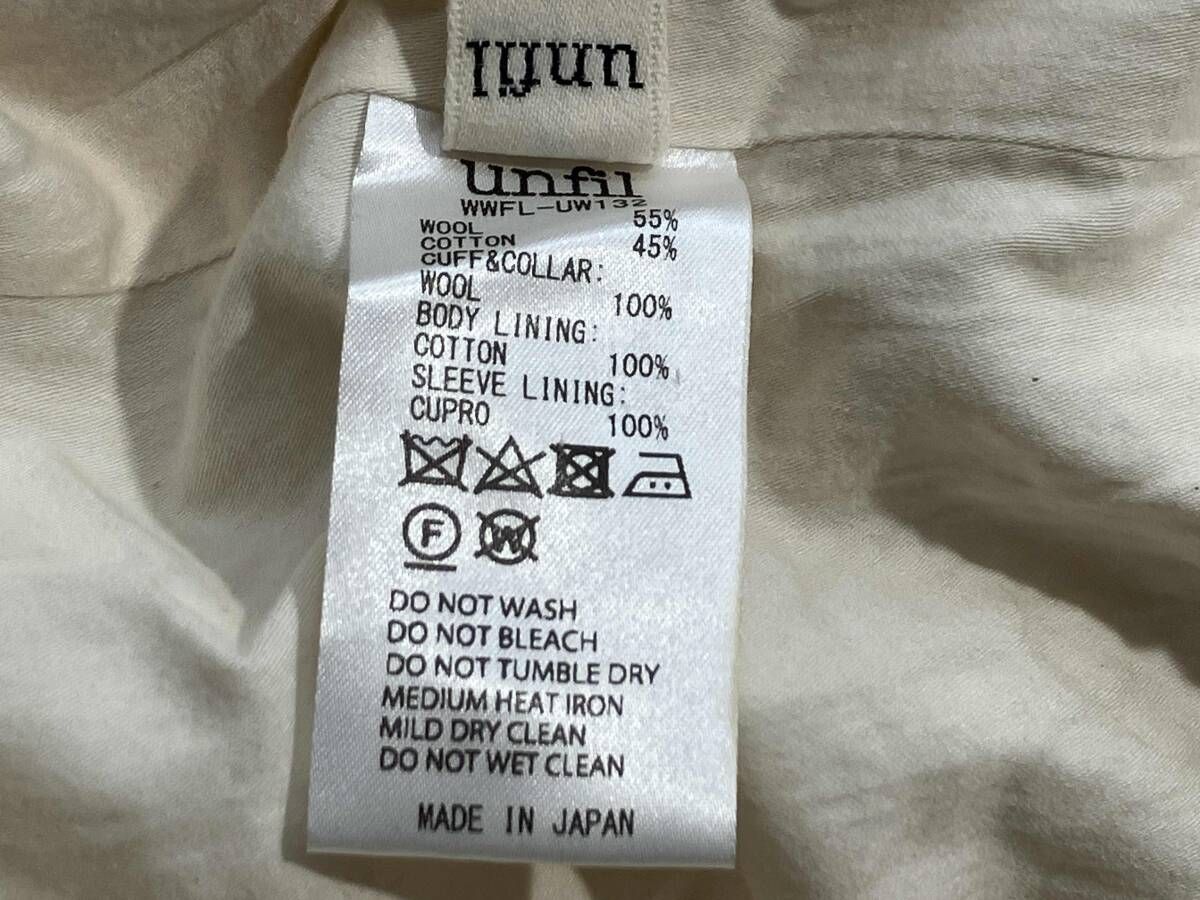 unfil
unfil
WWFL-UW132
WOOL 55%
COTTON 45%
CUFF&COLLAR:
WOOL 100%
BODY LINING:
COTTON 100%
SLEEVE LINING:
CUPRO 100%
F W
DO NOT WASH
DO NOT BLEACH
DO NOT TUMBLE DRY
MEDIUM HEAT IRON
MILD DRY CLEAN
DO NOT WET CLEAN
MADE IN JAPAN